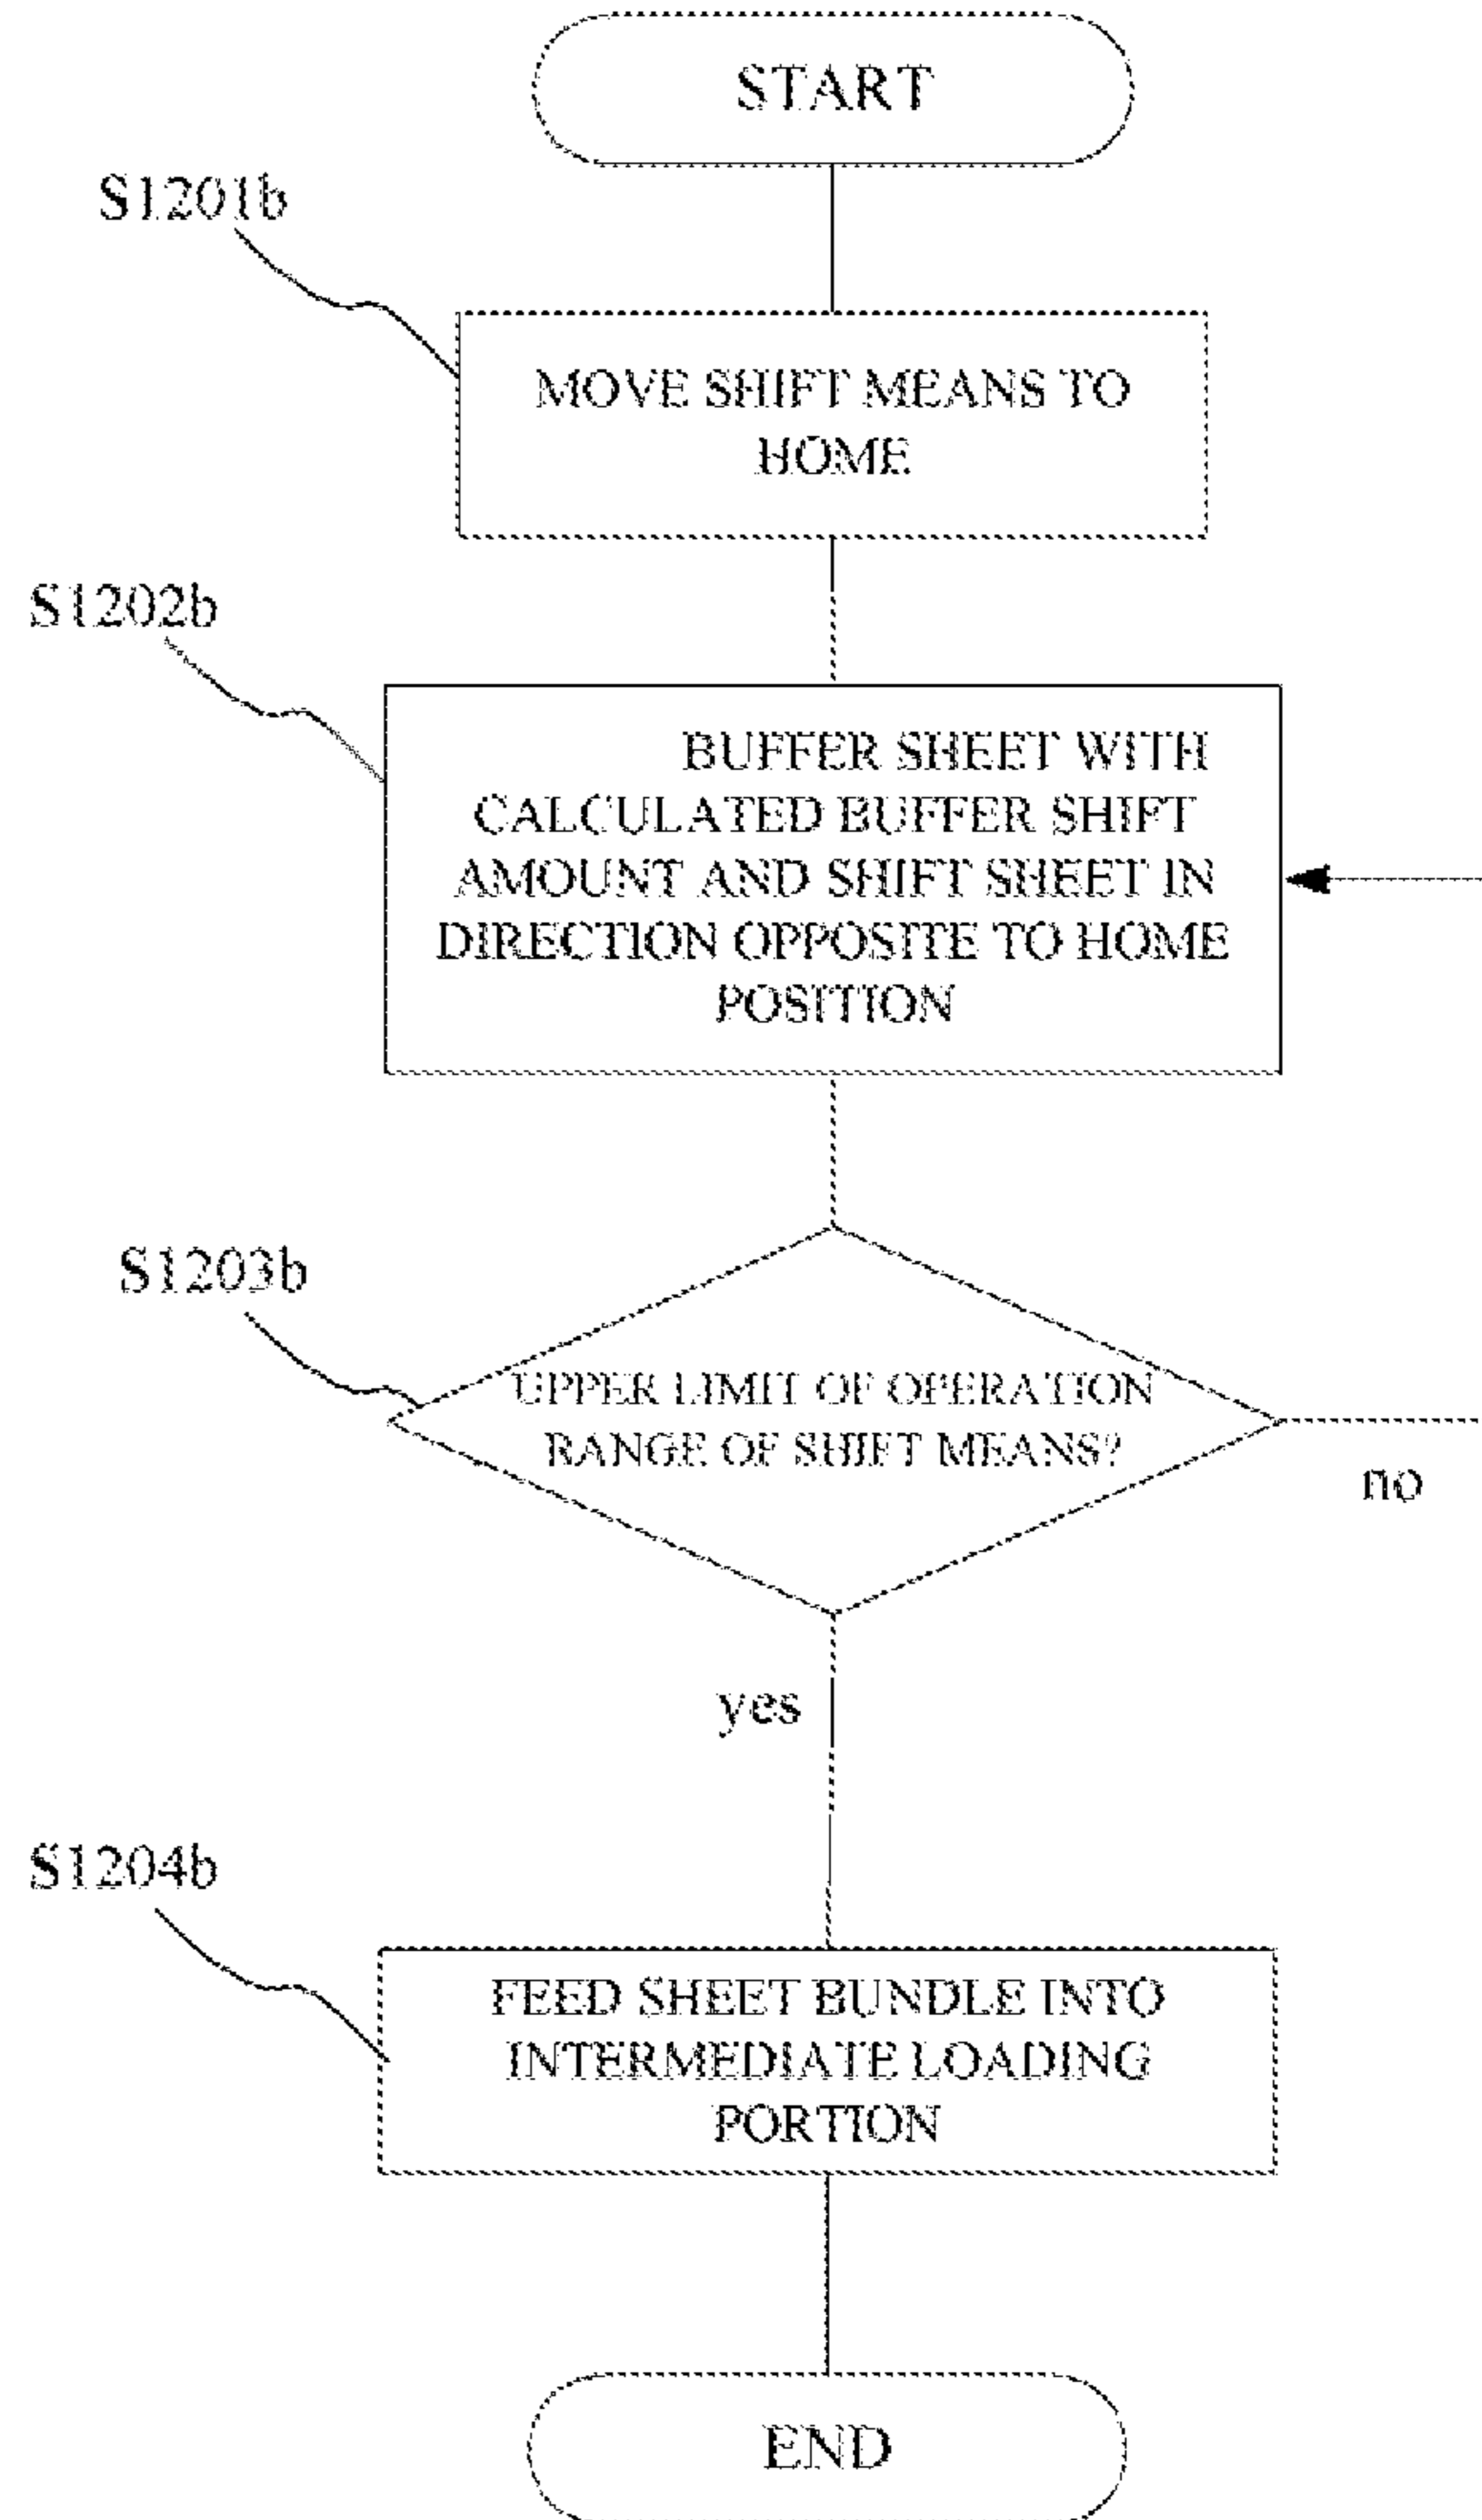 START
S1201b
MOVE SHIFT MEANS TO
HOME
S1202b
BUFFER SHEET WITH
CALCULATED BUFFER SHIFT
AMOUNT AND SHIFT SHEET IN
DIRECTION OPPOSITE TO HOME
POSITION
S1203b
UPPER LIMIT OF OPERATION
RANGE OF SHIFT MEANS?
no
yes
S1204b
FEED SHEET BUNDLE INTO
INTERMEDIATE LOADING
PORTION
END